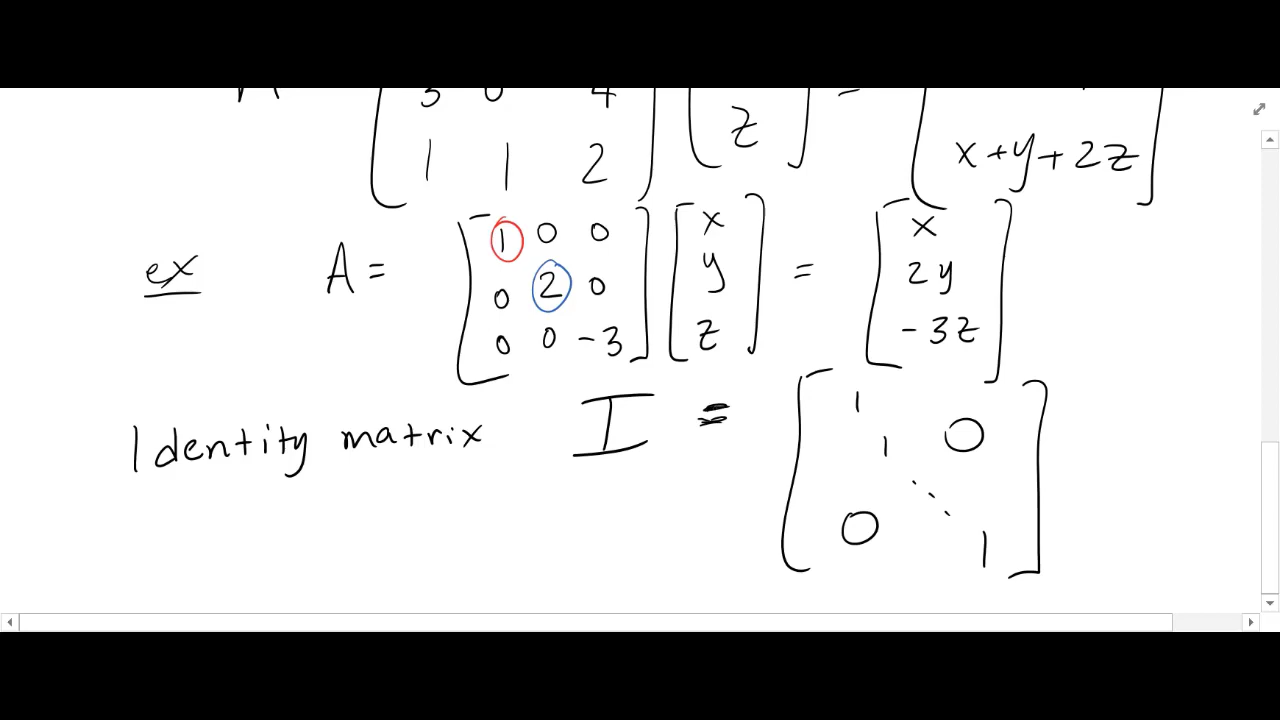 3 0 4 z =
1 1 2 x+y+2z
ex A = [1 0 0; 0 2 0; 0 0 -3] [x; y; z] = [x; 2y; -3z]
Identity matrix I = [1 1 ⋱ 1 0 0]